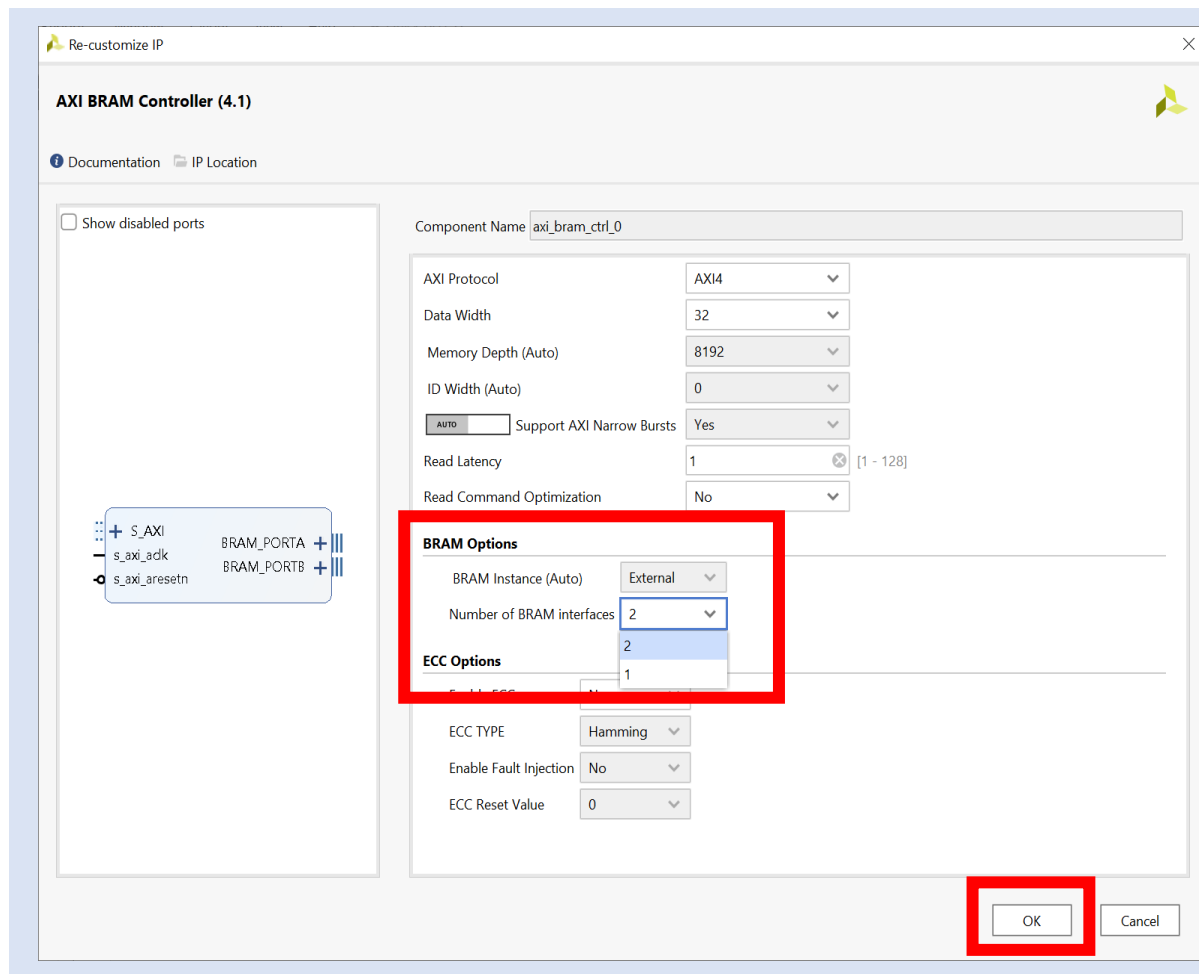 Re-customize IP
AXI BRAM Controller (4.1)
Documentation IP Location
Show disabled ports
S_AXI
s_axi_aclk
s_axi_aresetn
BRAM_PORTA
BRAM_PORTB
Component Name axi_bram_ctrl_0
AXI Protocol AXI4
Data Width 32
Memory Depth (Auto) 8192
ID Width (Auto) 0
AUTO Support AXI Narrow Bursts Yes
Read Latency 1 [1 - 128]
Read Command Optimization No
BRAM Options
BRAM Instance (Auto) External
Number of BRAM interfaces 2
2
ECC Options
1
ECC TYPE Hamming
Enable Fault Injection No
ECC Reset Value 0
OK Cancel